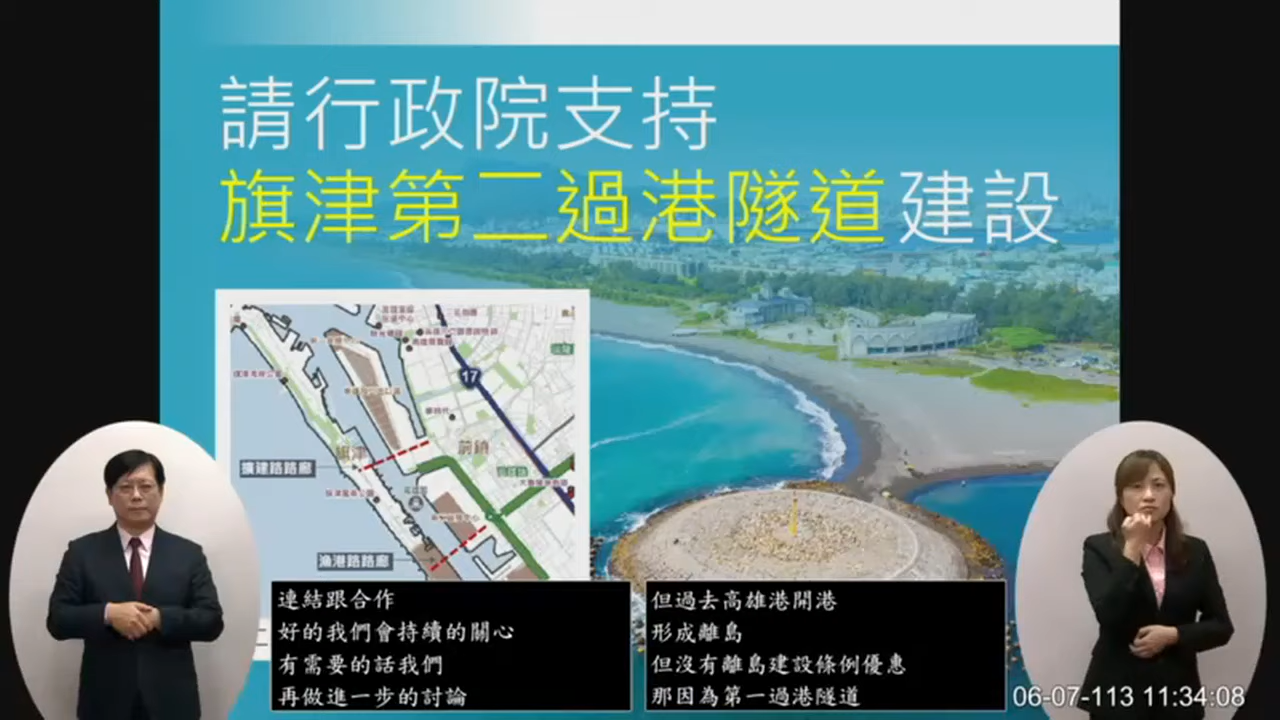 請行政院支持
旗津第二過港隧道建設
17
旗津
前鎮
擴建路路廊
漁港路路廊
連結跟合作
好的我們會持續的關心
有需要的話我們
再做進一步的討論
但過去高雄港開港
形成離島
但沒有離島建設條例優惠
那因為第一過港隧道
06-07-113 11:34:08